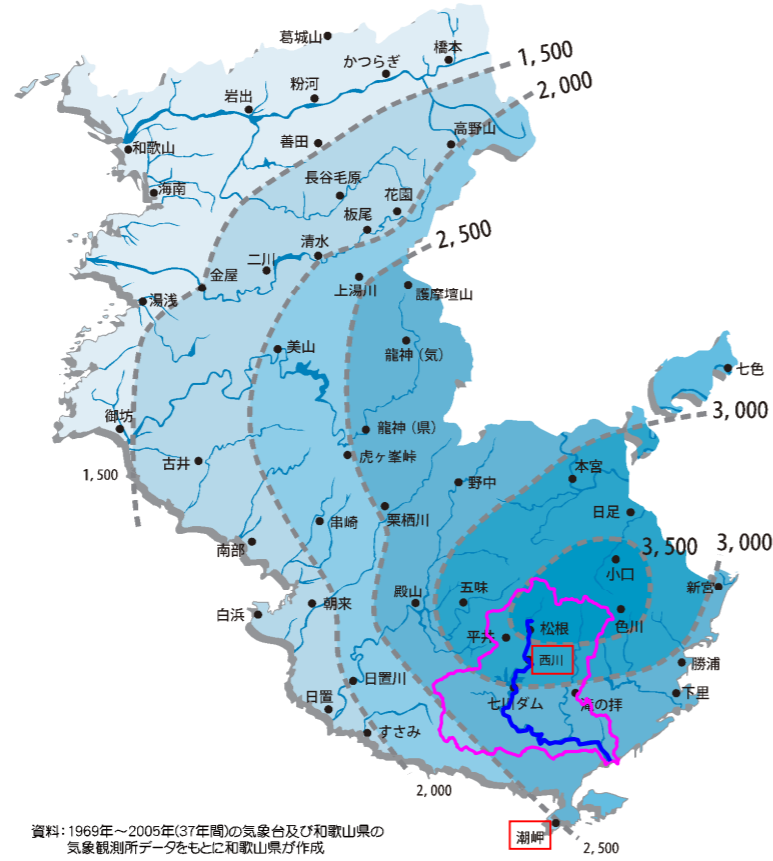 葛城山
橋本
かつらぎ
1,500
2,000
岩出
粉河
和歌山
善田
高野山
海南
長谷毛原
花園
板尾
清水
2,500
二川
金屋
上湯川
護摩壇山
湯浅
龍神（気）
美山
七色
3,000
御坊
龍神（県）
虎ヶ峯峠
古井
1,500
野中
本宮
栗栖川
日足
串崎
南部
3,500
3,000
小口
新宮
殿山
五味
朝来
白浜
色川
松根
平井
西川
勝浦
日置川
七川ダム
滝の拝
下里
日置
すさみ
2,000
潮岬
2,500
資料：1969年～2005年(37年間)の気象台及び和歌山県の
気象観測所データをもとに和歌山県が作成